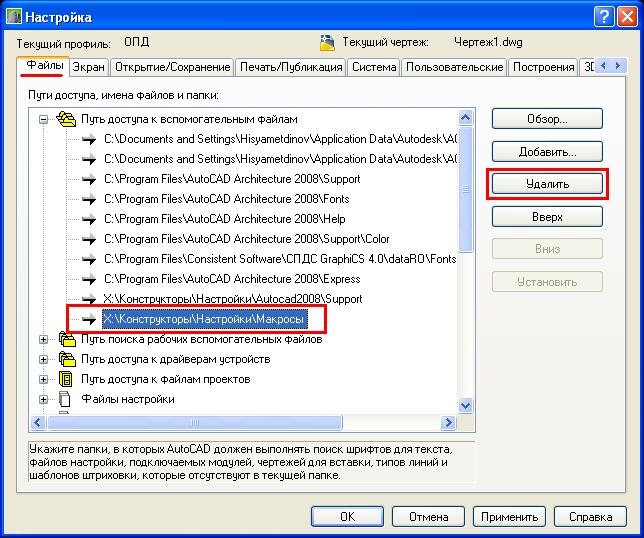 Настройка
Текущий профиль: ОПД Текущий чертеж: Чертеж1.dwg
Файлы Экран Открытие/Сохранение Печать/Публикация Система Пользовательские Построения 3D
Пути доступа, имена файлов и папки:
Путь доступа к вспомогательным файлам
C:\Documents and Settings\Hisyametdinov\Application Data\Autodesk\A
C:\Documents and Settings\Hisyametdinov\Application Data\Autodesk\A
C:\Program Files\AutoCAD Architecture 2008\Support
C:\Program Files\AutoCAD Architecture 2008\Fonts
C:\Program Files\AutoCAD Architecture 2008\Help
C:\Program Files\AutoCAD Architecture 2008\Support\Color
C:\Program Files\Consistent Software\СПДС GraphiCS 4.0\dataRO\Fonts
C:\Program Files\AutoCAD Architecture 2008\Express
X:\Конструкторы\Настройки\Autocad2008\Support
X:\Конструкторы\Настройки\Макросы
Путь поиска рабочих вспомогательных файлов
Путь доступа к драйверам устройств
Путь доступа к файлам проектов
Файлы настройки
Обзор...
Добавить...
Удалить
Вверх
Вниз
Установить
Укажите папки, в которых AutoCAD должен выполнять поиск шрифтов для текста,
файлов настройки, подключаемых модулей, чертежей для вставки, типов линий и
шаблонов штриховки, которые отсутствуют в текущей папке.
OK Отмена Применить Справка